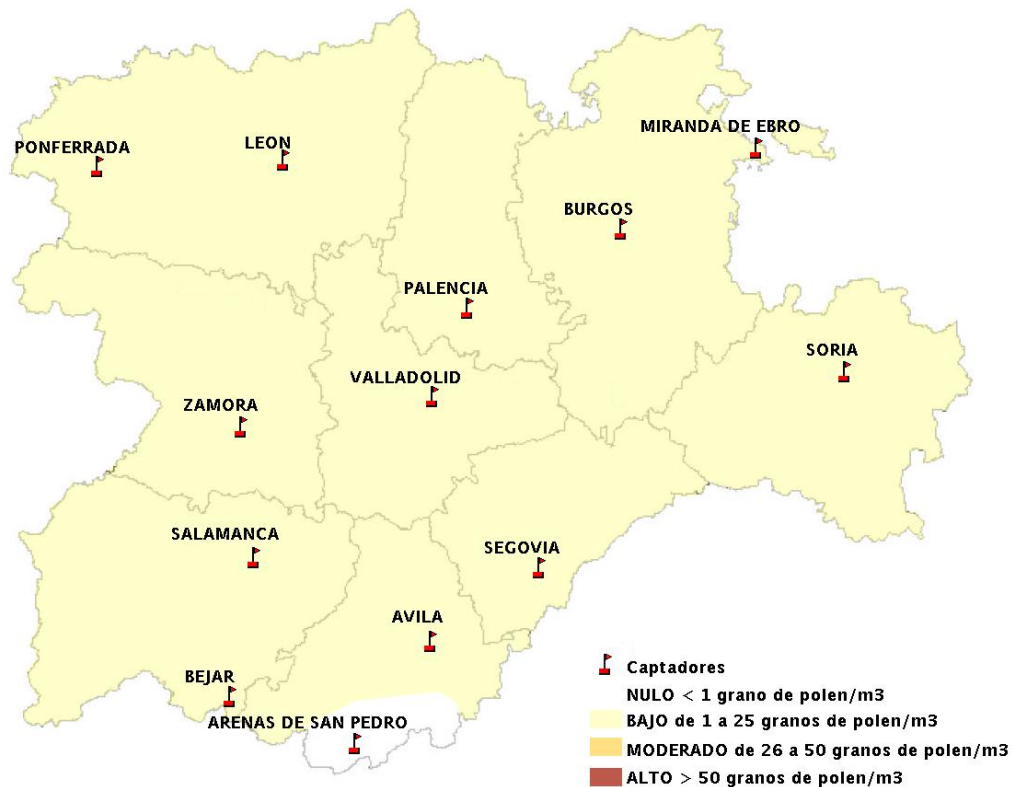 MIRANDA DE EBRO
PONFERRADA
LEON
BURGOS
PALENCIA
SORIA
VALLADOLID
ZAMORA
SALAMANCA
SEGOVIA
AVILA
BEJAR
ARENAS DE SAN PEDRO
Captadores
NULO < 1 grano de polen/m3
BAJO de 1 a 25 granos de polen/m3
MODERADO de 26 a 50 granos de polen/m3
ALTO > 50 granos de polen/m3